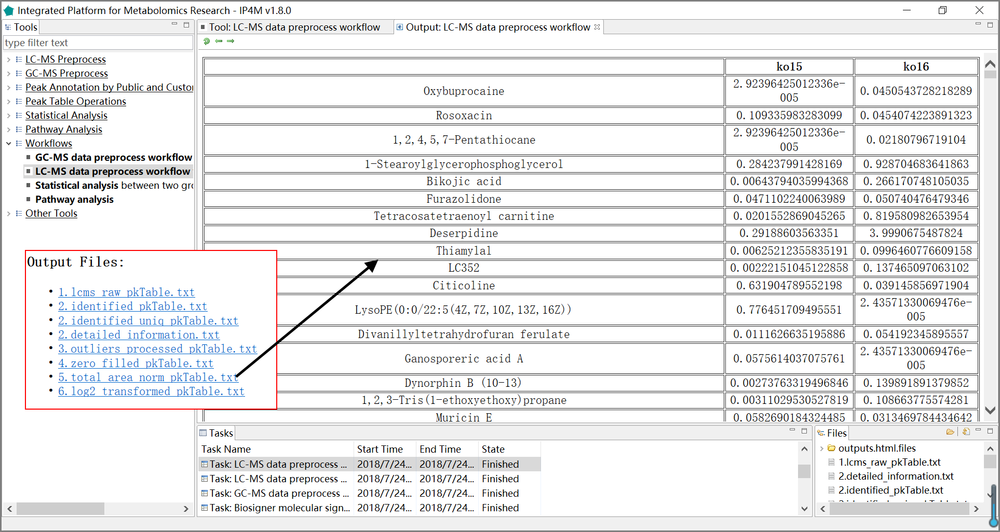 Integrated Platform for Metabolomics Research - IP4M v1.8.0
Tools
type filter text
LC-MS Preprocess
GC-MS Preprocess
Peak Annotation by Public and Custo
Peak Table Operations
Statistical Analysis
Pathway Analysis
Workflows
GC-MS data preprocess workflow
LC-MS data preprocess workflow
Statistical analysis between two gro
Pathway analysis
Other Tools
Output Files:
• 1.lcms_raw_pkTable.txt
• 2.identified_pkTable.txt
• 2.identified_uniq_pkTable.txt
• 2.detailed_information.txt
• 3.outliers_processed_pkTable.txt
• 4.zero_filled_pkTable.txt
• 5.total_area_norm_pkTable.txt
• 6.log2_transformed_pkTable.txt
Tool: LC-MS data preprocess workflow
Output: LC-MS data preprocess workflow
ko15 ko16
Oxybuprocaine 2.92396425012336e-005 0.0450543728218289
Rosoxacin 0.109335983283099 0.0454074223891323
1,2,4,5,7-Pentathiocane 2.92396425012336e-005 0.02180796719104
1-Stearoylglycerophosphoglycerol 0.284237991428169 0.928704683641863
Bikojic acid 0.00643794035994368 0.266170748105035
Furazolidone 0.0471102240063989 0.050740476479346
Tetracosatetraenoyl carnitine 0.0201552869045265 0.819580982653954
Deserpidine 0.29188603563351 3.9990675487824
Thiamylal 0.00625212355835191 0.0996460776609158
LC352 0.00222151045122858 0.137465097063102
Citicoline 0.631904789552198 0.039145856971904
LysoPE(0:0/22:5(4Z,7Z,10Z,13Z,16Z)) 0.776451709495551 2.43571330069476e-005
Divanillyltetrahydrofuran ferulate 0.0111626635195886 0.054192345895557
Ganosporeric acid A 0.0575614037075761 2.43571330069476e-005
Dynorphin B (10-13) 0.00273763319496846 0.139891891379852
1,2,3-Tris(1-ethoxyethoxy)propane 0.00311029530527819 0.108663775574281
Muricin E 0.0582690184324485 0.0313469784434642
Tasks
Task Name Start Time End Time State
Task: LC-MS data preprocess ... 2018/7/24... 2018/7/24... Finished
Task: LC-MS data preprocess ... 2018/7/24... 2018/7/24... Finished
Task: GC-MS data preprocess ... 2018/7/24... 2018/7/24... Finished
Task: Biosigner molecular sign... 2018/7/24... 2018/7/24... Finished
Files
outputs.html.files
1.lcms_raw_pkTable.txt
2.detailed_information.txt
2.identified_pkTable.txt